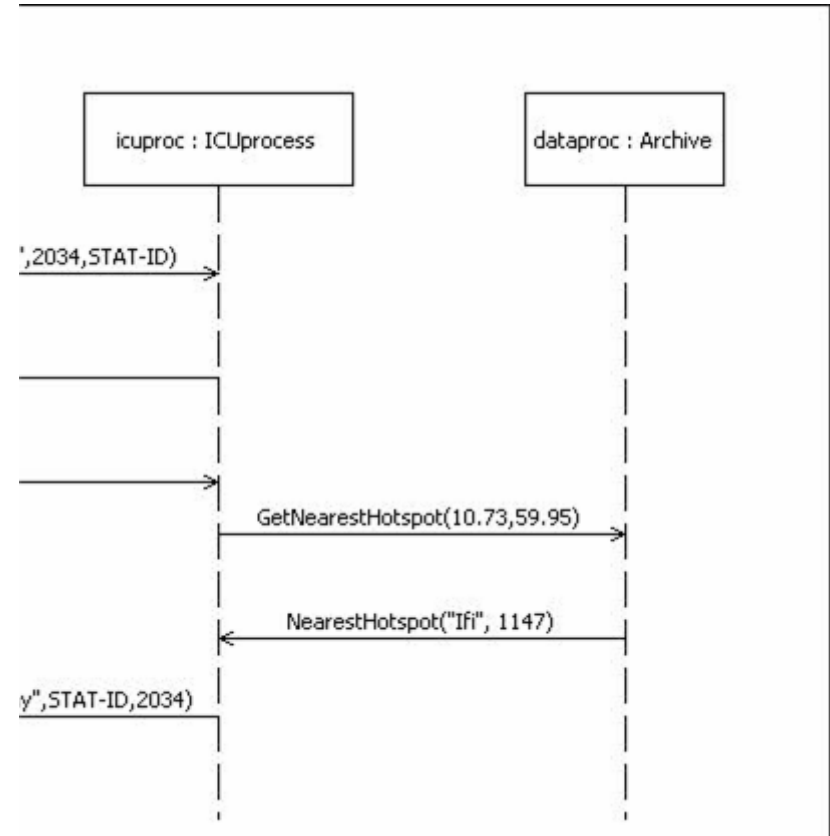 icuproc : ICUprocess
dataproc : Archive
",2034,STAT-ID)
GetNearestHotspot(10.73,59.95)
NearestHotspot("Ifi", 1147)
y",STAT-ID,2034)